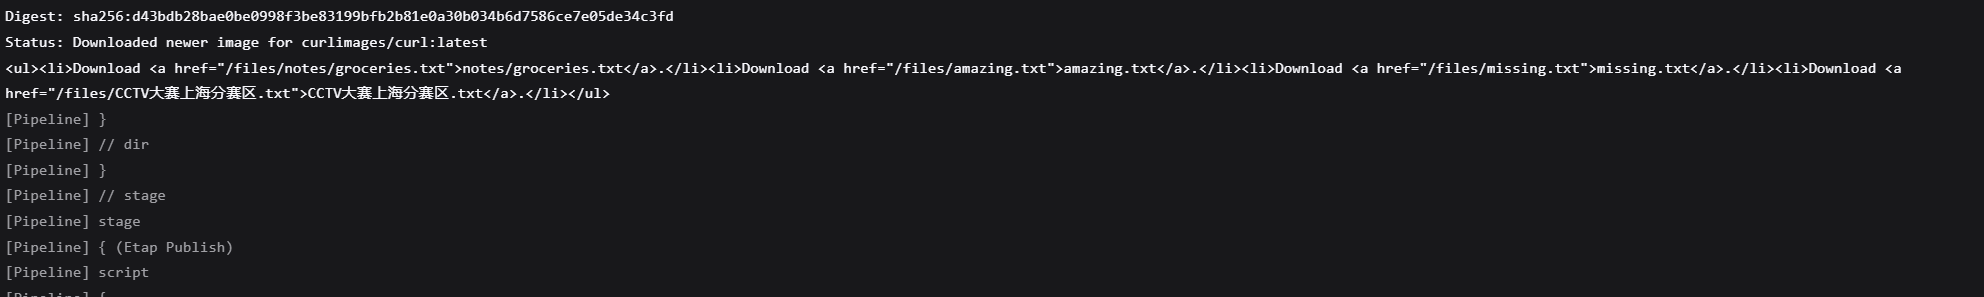 Digest: sha256:d43bdb28bae0be0998f3be83199bfb2b81e0a30b034b6d7586ce7e05de34c3fd
Status: Downloaded newer image for curlimages/curl:latest
<ul><li>Download <a href="/files/notes/groceries.txt">notes/groceries.txt</a>.</li><li>Download <a href="/files/amazing.txt">amazing.txt</a>.</li><li>Download <a href="/files/missing.txt">missing.txt</a>.</li><li>Download <a
href="/files/CCTV大赛上海分赛区.txt">CCTV大赛上海分赛区.txt</a>.</li></ul>
[Pipeline] }
[Pipeline] // dir
[Pipeline] }
[Pipeline] // stage
[Pipeline] stage
[Pipeline] { (Etap Publish)
[Pipeline] script
[Pipeline] {